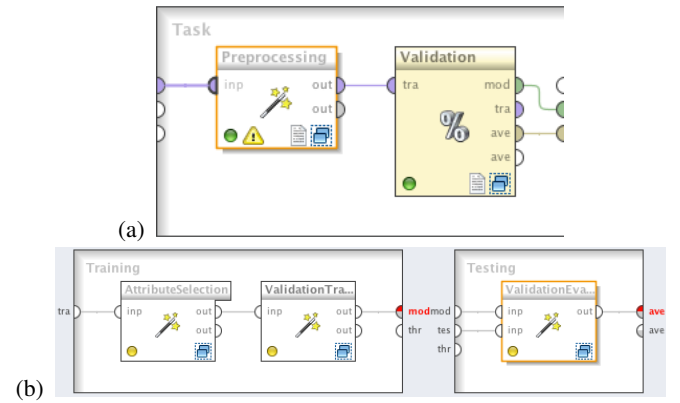 Task
Preprocessing
Validation
inp
out
out
tra
mod
tra
ave
ave
%
(a)
Training
Testing
AttributeSelection
ValidationTra...
ValidationEva...
tra
inp
out
out
inp
out
out
mod
thr
mod
tes
thr
inp
inp
out
ave
ave
(b)